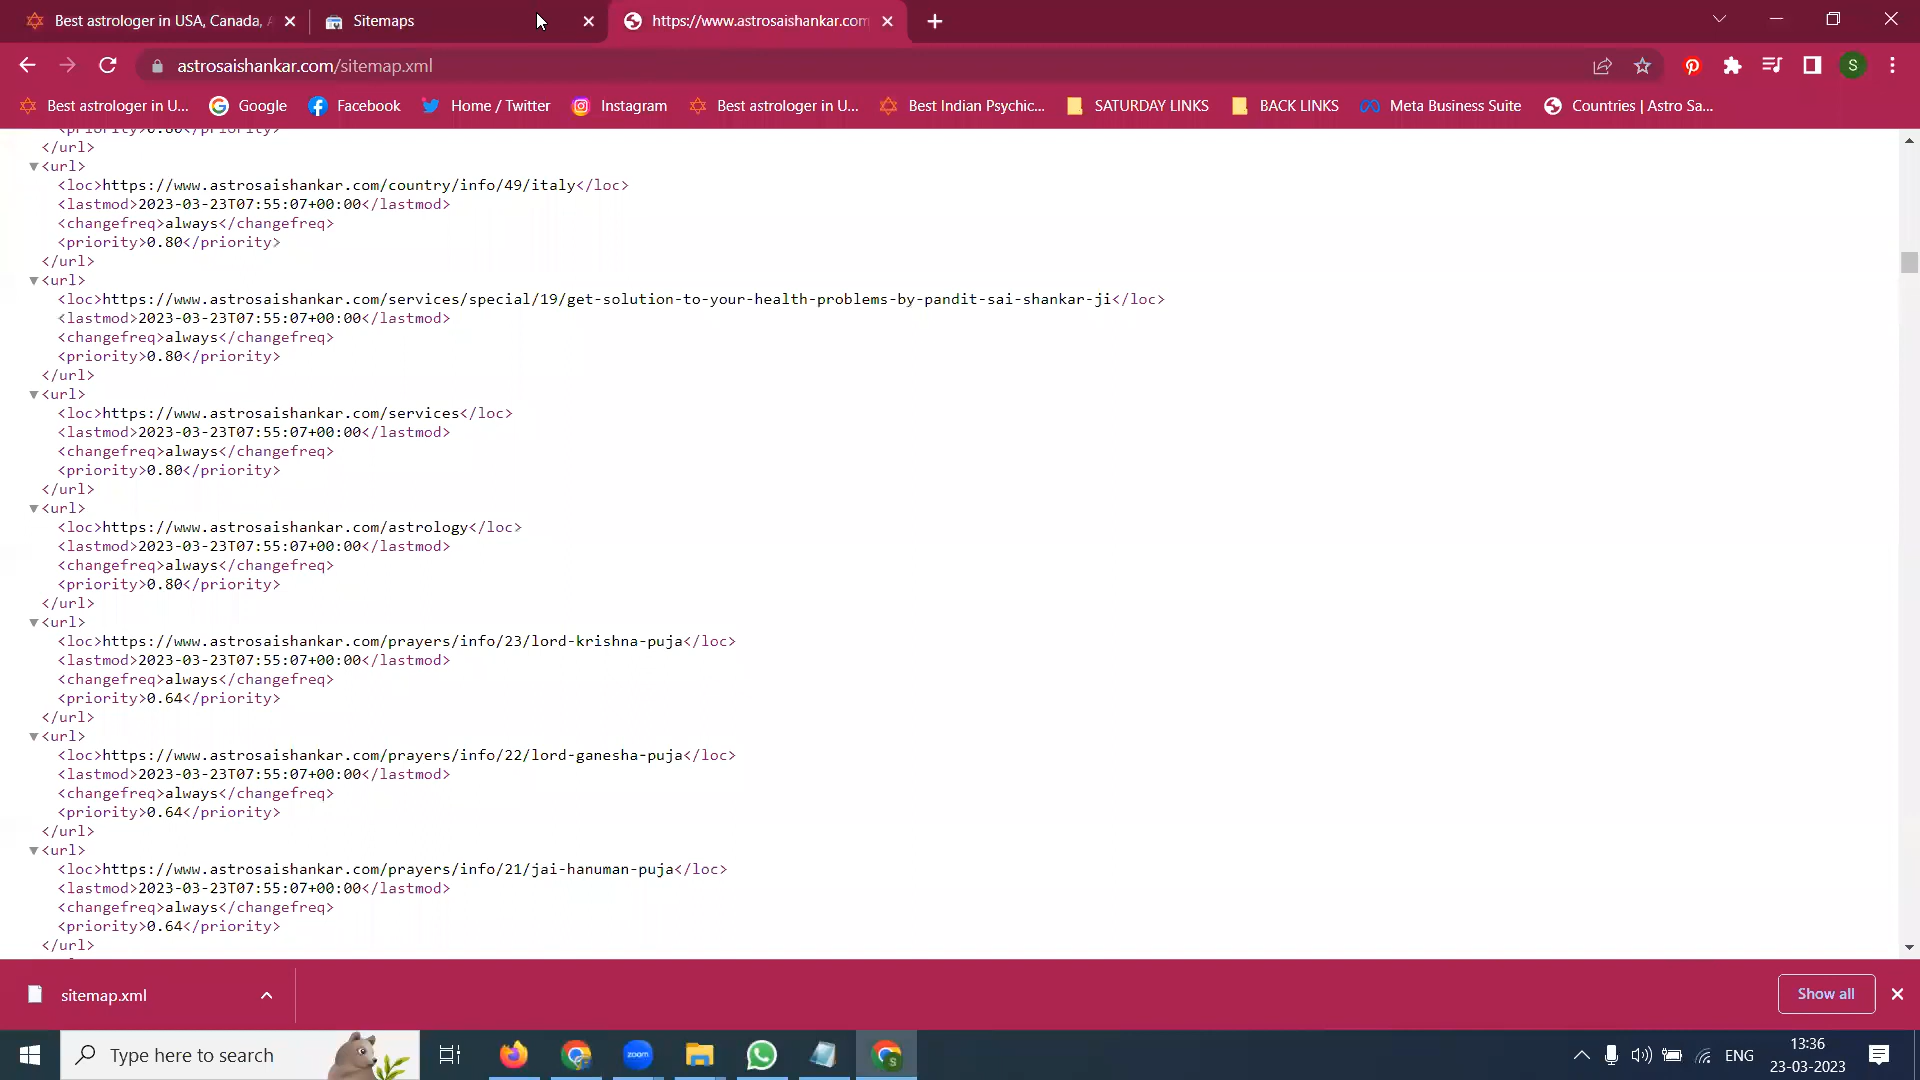 Best astrologer in USA, Canada, A
Sitemaps
https://www.astrosaishankar.com
astrosaishankar.com/sitemap.xml
S
Best astrologer in U...
Google
Facebook
Home / Twitter
Instagram
Best astrologer in U...
Best Indian Psychic...
SATURDAY LINKS
BACK LINKS
Meta Business Suite
Countries | Astro Sa...
<priority>0.80</priority>
</url>
▼<url>
<loc>https://www.astrosaishankar.com/country/info/49/italy</loc>
<lastmod>2023-03-23T07:55:07+00:00</lastmod>
<changefreq>always</changefreq>
<priority>0.80</priority>
</url>
▼<url>
<loc>https://www.astrosaishankar.com/services/special/19/get-solution-to-your-health-problems-by-pandit-sai-shankar-ji</loc>
<lastmod>2023-03-23T07:55:07+00:00</lastmod>
<changefreq>always</changefreq>
<priority>0.80</priority>
</url>
▼<url>
<loc>https://www.astrosaishankar.com/services</loc>
<lastmod>2023-03-23T07:55:07+00:00</lastmod>
<changefreq>always</changefreq>
<priority>0.80</priority>
</url>
▼<url>
<loc>https://www.astrosaishankar.com/astrology</loc>
<lastmod>2023-03-23T07:55:07+00:00</lastmod>
<changefreq>always</changefreq>
<priority>0.80</priority>
</url>
▼<url>
<loc>https://www.astrosaishankar.com/prayers/info/23/lord-krishna-puja</loc>
<lastmod>2023-03-23T07:55:07+00:00</lastmod>
<changefreq>always</changefreq>
<priority>0.64</priority>
</url>
▼<url>
<loc>https://www.astrosaishankar.com/prayers/info/22/lord-ganesha-puja</loc>
<lastmod>2023-03-23T07:55:07+00:00</lastmod>
<changefreq>always</changefreq>
<priority>0.64</priority>
</url>
▼<url>
<loc>https://www.astrosaishankar.com/prayers/info/21/jai-hanuman-puja</loc>
<lastmod>2023-03-23T07:55:07+00:00</lastmod>
<changefreq>always</changefreq>
<priority>0.64</priority>
</url>
sitemap.xml
Show all
Type here to search
zoom
S
ENG
13:36
23-03-2023